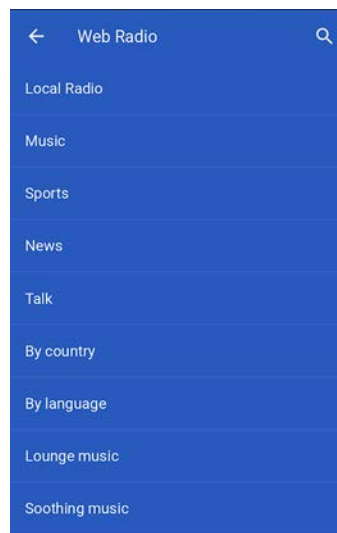 Web Radio
Local Radio
Music
Sports
News
Talk
By country
By language
Lounge music
Soothing music